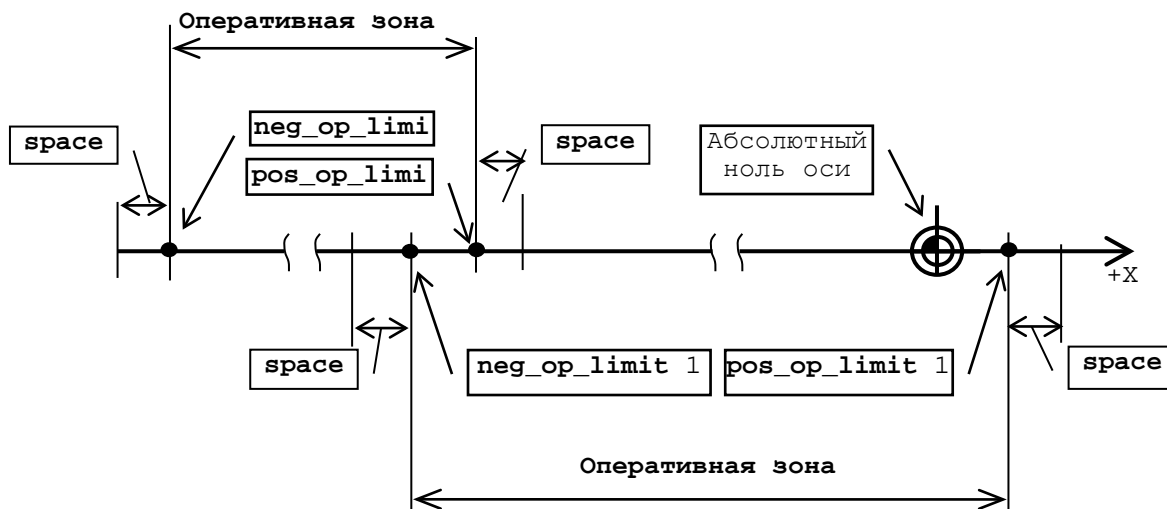 Оперативная зона
space
neg_op_limi
space
Абсолютный
ноль оси
pos_op_limi
+X
space
neg_op_limit 1
pos_op_limit 1
space
Оперативная зона